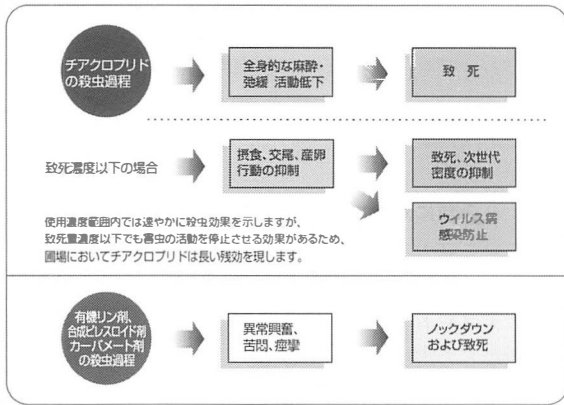 チアクロプリド
の殺虫過程
全身的な麻酔・
弛緩 活動低下
致 死
致死濃度以下の場合
摂食、交尾、産卵
行動の抑制
致死、次世代
密度の抑制
ウイルス病
感染防止
使用濃度範囲内では速やかに殺虫効果を示しますが、
致死量濃度以下でも害虫の活動を停止させる効果があるため、
圃場においてチアクロプリドは長い残効を現します。
有機リン剤、
合成ピレスロイド剤
カーバメート剤
の殺虫過程
異常興奮、
苦悶、痙攣
ノックダウン
および致死